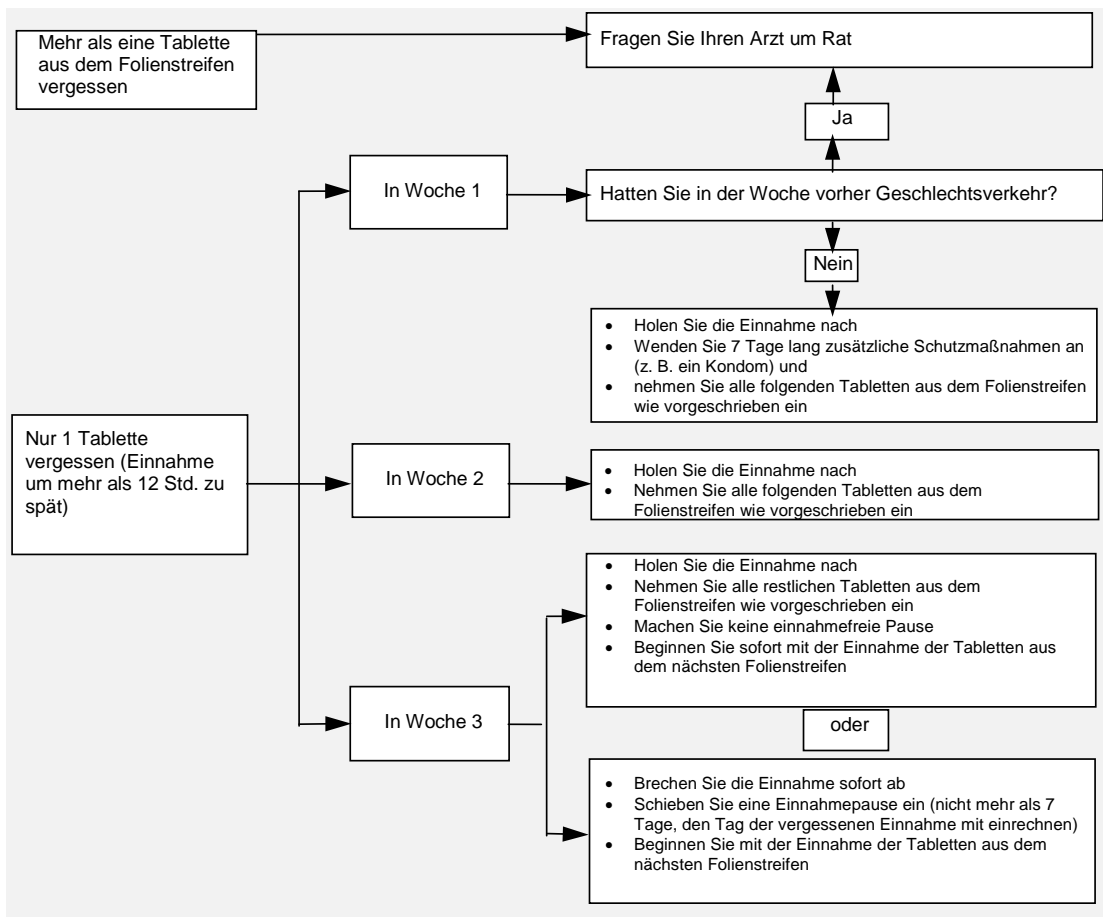 Mehr als eine Tablette
aus dem Folienstreifen
vergessen
Fragen Sie Ihren Arzt um Rat
Ja
In Woche 1
Hatten Sie in der Woche vorher Geschlechtsverkehr?
Nein
• Holen Sie die Einnahme nach
• Wenden Sie 7 Tage lang zusätzliche Schutzmaßnahmen an
(z. B. ein Kondom) und
• nehmen Sie alle folgenden Tabletten aus dem Folienstreifen
wie vorgeschrieben ein
Nur 1 Tablette
vergessen (Einnahme
um mehr als 12 Std. zu
spät)
In Woche 2
• Holen Sie die Einnahme nach
• Nehmen Sie alle folgenden Tabletten aus dem
Folienstreifen wie vorgeschrieben ein
• Holen Sie die Einnahme nach
• Nehmen Sie alle restlichen Tabletten aus dem
Folienstreifen wie vorgeschrieben ein
• Machen Sie keine einnahmefreie Pause
• Beginnen Sie sofort mit der Einnahme der Tabletten aus
dem nächsten Folienstreifen
In Woche 3
oder
• Brechen Sie die Einnahme sofort ab
• Schieben Sie eine Einnahmepause ein (nicht mehr als 7
Tage, den Tag der vergessenen Einnahme mit einrechnen)
• Beginnen Sie mit der Einnahme der Tabletten aus dem
nächsten Folienstreifen